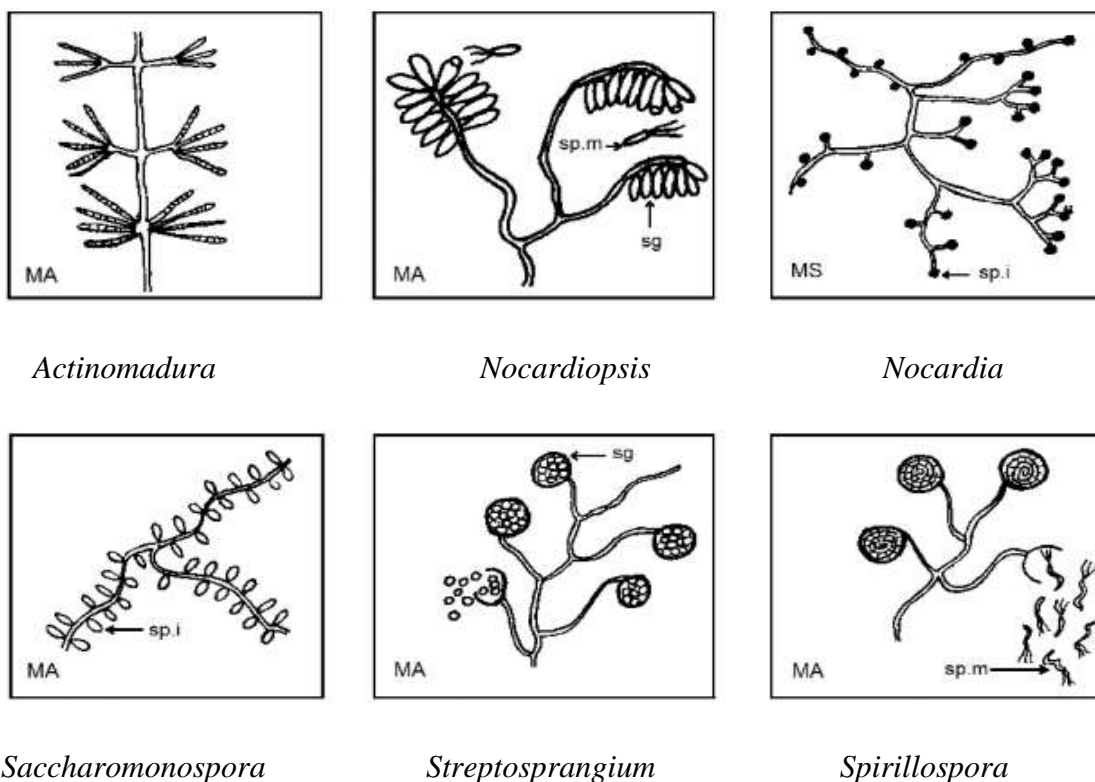 MA
sp.m
sg
MA
sp.i
MS
Actinomadura Nocardiopsis Nocardia
sp.i
MA
sg
MA
sp.m
MA
Saccharomonospora Streptosprangium Spirillospora